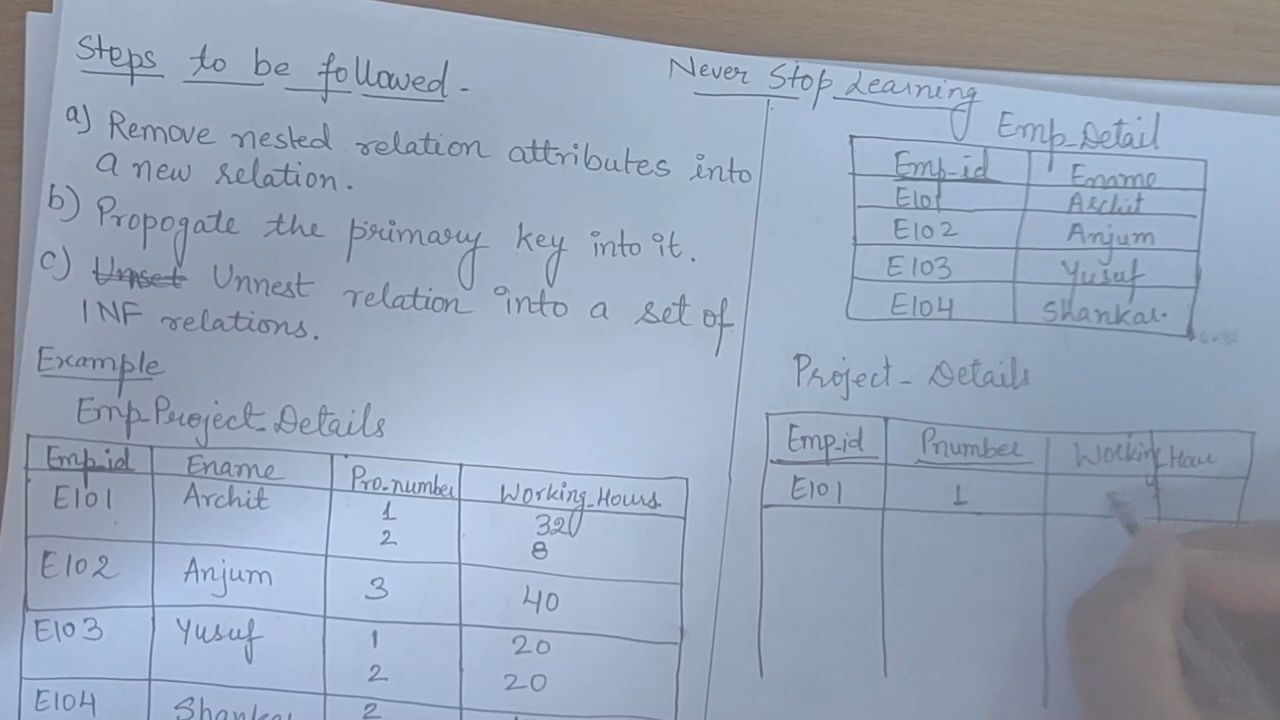 Steps to be followed -
a) Remove nested relation attributes into
a new relation.
b) Propogate the primary key into it.
c) Unnest relation into a set of
1NF relations.
Example
Emp_Project_Details
Emp_id Ename Pro_number Working_Hours
E101 Archit 1 32
2 8
E102 Anjum 3 40
E103 Yusuf 1 20
2 20
E104 Shankar 2
Never Stop Learning
Emp_Detail
Emp_id Ename
E101 Archit
E102 Anjum
E103 Yusuf
E104 Shankar
Project_Details
Emp_id Pnumber Working
E101 1